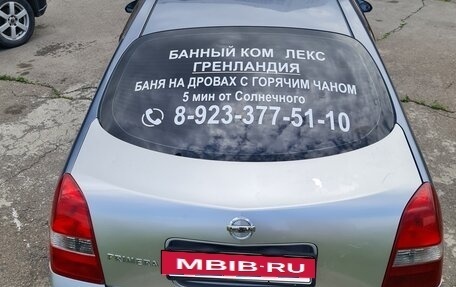 БАННЫЙ КОМ ЛЕКС
ГРЕНЛАНДИЯ
БАНЯ НА ДРОВАХ С ГОРЯЧИМ ЧАНОМ
5 мин от Солнечного
8-923-377-51-10
PRIMERA
MBIB.RU